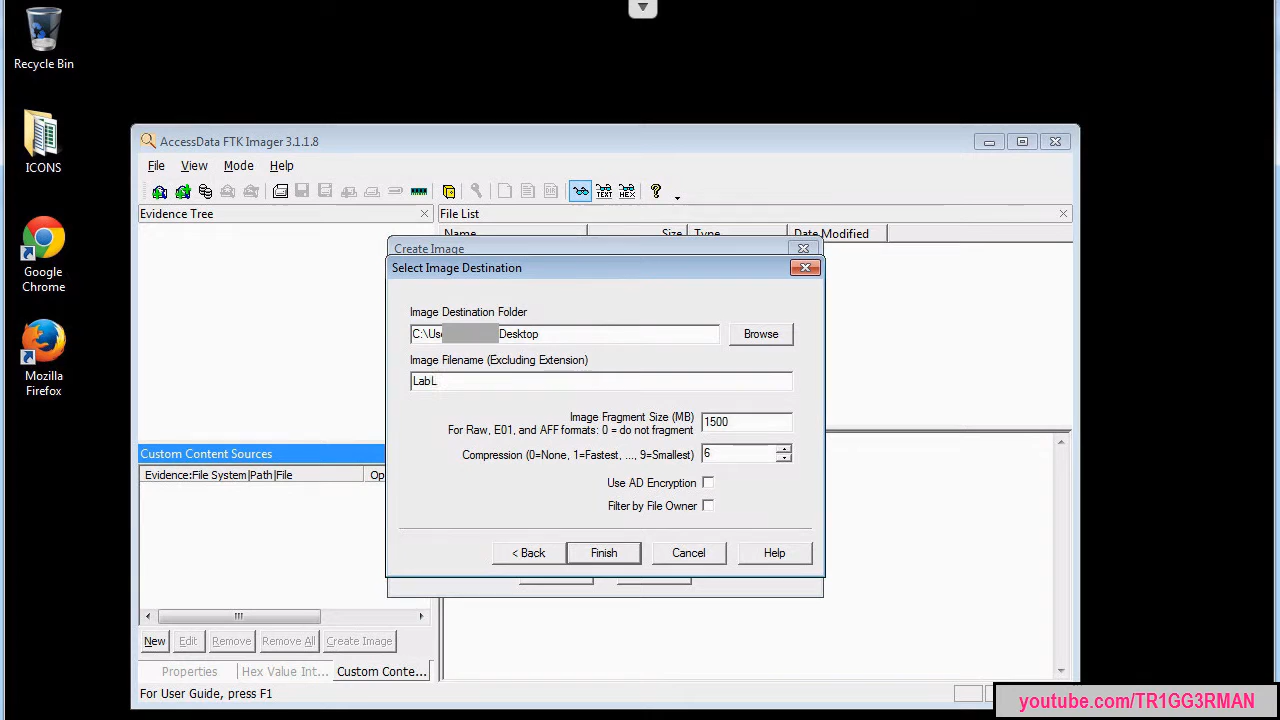 Recycle Bin
ICONS
Google
Chrome
Mozilla
Firefox
AccessData FTK Imager 3.1.1.8
File View Mode Help
Evidence Tree
File List
Name Size Type Date Modified
Create Image
Select Image Destination
Image Destination Folder
C:\Use Desktop
Browse
Image Filename (Excluding Extension)
LabL
Image Fragment Size (MB)
For Raw, E01, and AFF formats: 0 = do not fragment
1500
Compression (0=None, 1=Fastest, ..., 9=Smallest)
6
Use AD Encryption
Filter by File Owner
< Back Finish Cancel Help
Custom Content Sources
Evidence:File System|Path|File Op
New Edit Remove Remove All Create Image
Properties Hex Value Int... Custom Conte...
For User Guide, press F1
youtube.com/TR1GG3RMAN